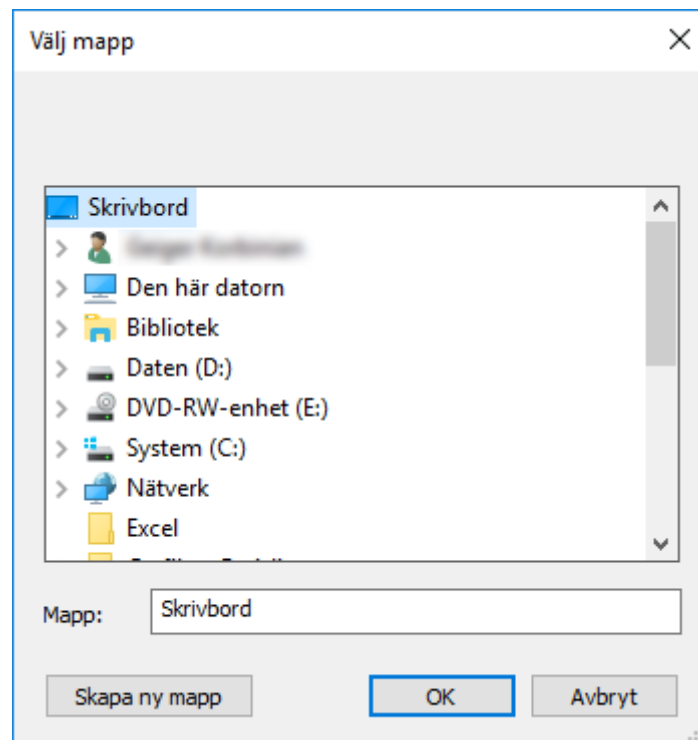 Välj mapp
Skrivbord
Den här datorn
Bibliotek
Daten (D:)
DVD-RW-enhet (E:)
System (C:)
Nätverk
Excel
Mapp:
Skrivbord
Skapa ny mapp
OK
Avbryt